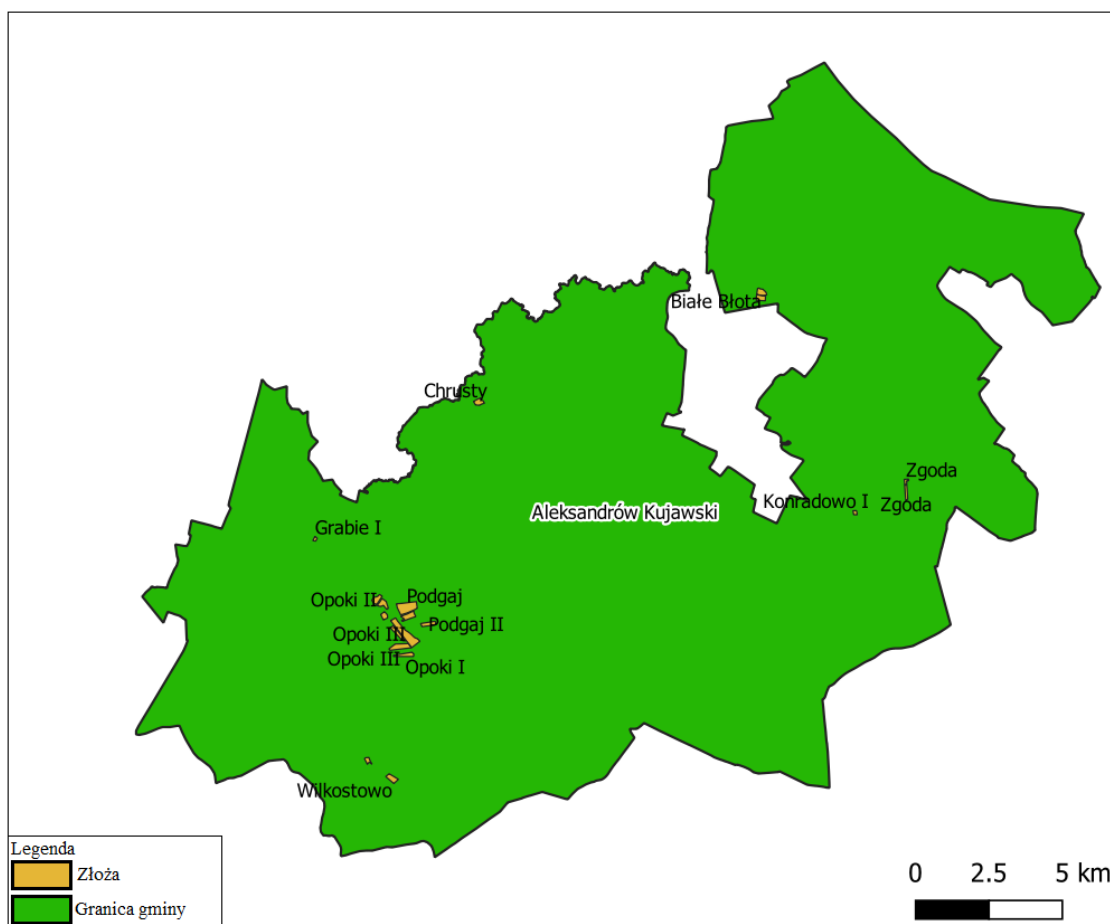 Białe Błota
Chrusty
Zgoda
Konradowo I
Zgoda
Aleksandrów Kujawski
Grabie I
Opoki II
Podgaj
Podgaj II
Opoki III
Opoki III
Opoki I
Wilkostowo
Legenda
Złoża
Granica gminy
0 2.5 5 km